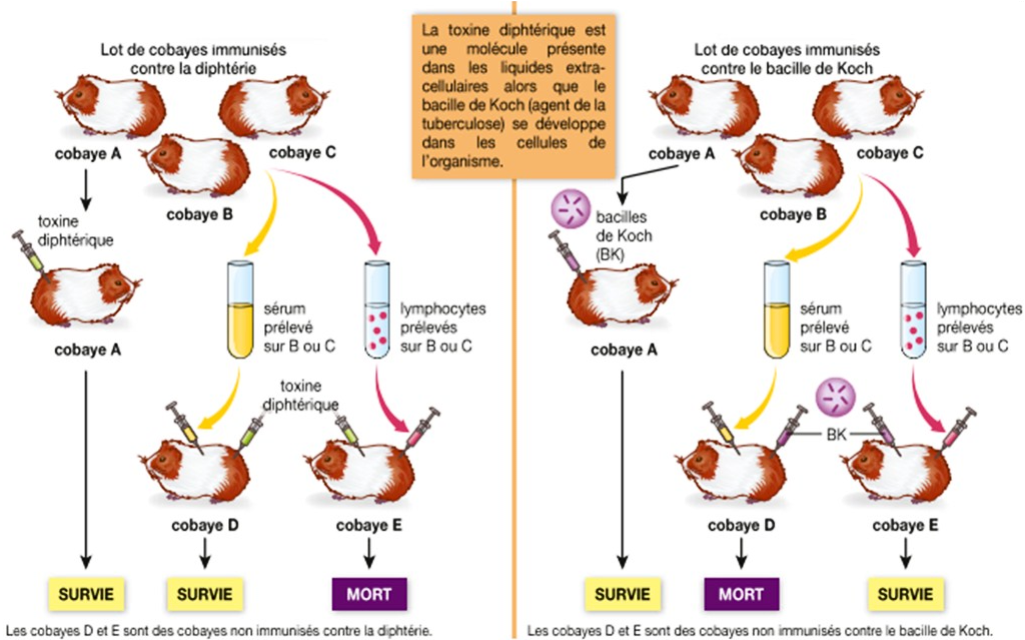 Lot de cobayes immunisés
contre la diphtérie
cobaye A
cobaye C
cobaye B
toxine
diphtérique
cobaye A
sérum
prélevé
sur B ou C
lymphocytes
prélevés
sur B ou C
toxine
diphtérique
cobaye D
cobaye E
SURVIE
SURVIE
MORT
Les cobayes D et E sont des cobayes non immunisés contre la diphtérie.
La toxine diphtérique est
une molécule présente
dans les liquides extra-
cellulaires alors que le
bacille de Koch (agent de la
tuberculose) se développe
dans les cellules de
l'organisme.
Lot de cobayes immunisés
contre le bacille de Koch
cobaye A
cobaye C
cobaye B
bacilles
de Koch
(BK)
cobaye A
sérum
prélevé
sur B ou C
lymphocytes
prélevés
sur B ou C
BK
cobaye D
cobaye E
SURVIE
MORT
SURVIE
Les cobayes D et E sont des cobayes non immunisés contre le bacille de Koch.